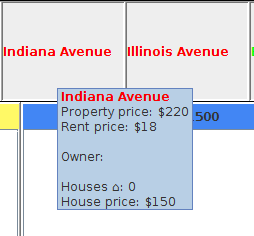 Indiana Avenue
Illinois Avenue
Indiana Avenue
Property price: $220
Rent price: $18
500
Owner:
Houses ⌂: 0
House price: $150